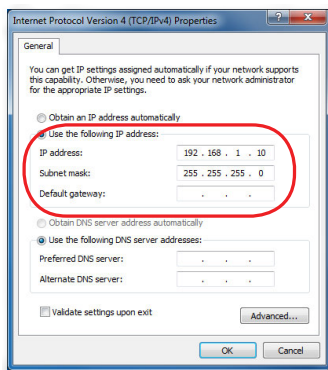 Internet Protocol Version 4 (TCP/IPv4) Properties
General
You can get IP settings assigned automatically if your network supports
this capability. Otherwise, you need to ask your network administrator
for the appropriate IP settings.
Obtain an IP address automatically
Use the following IP address:
IP address: 192 . 168 . 1 . 10
Subnet mask: 255 . 255 . 255 . 0
Default gateway: . . .
Obtain DNS server address automatically
Use the following DNS server addresses:
Preferred DNS server: . . .
Alternate DNS server: . . .
Validate settings upon exit
Advanced...
OK Cancel